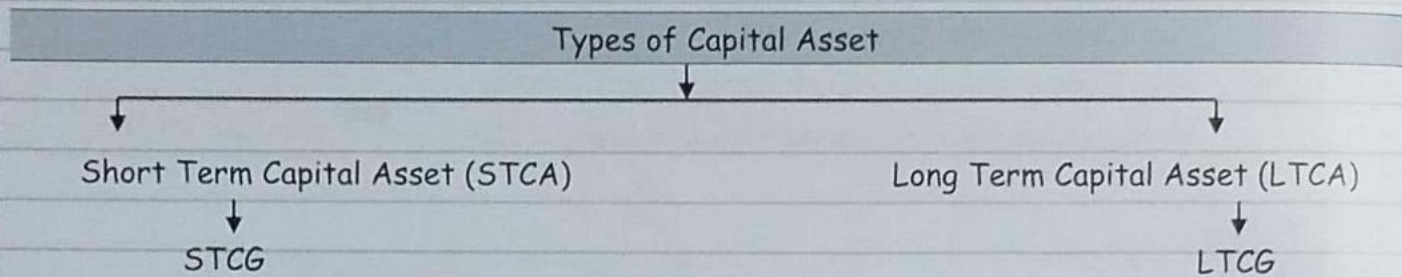 Types of Capital Asset
Short Term Capital Asset (STCA) Long Term Capital Asset (LTCA)
STCG LTCG